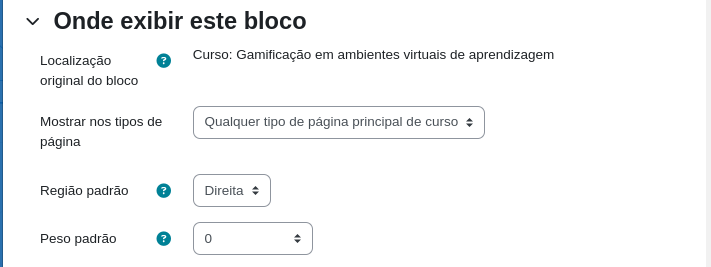 Onde exibir este bloco
Localização
original do bloco
Curso: Gamificação em ambientes virtuais de aprendizagem
Mostrar nos tipos de
página
Qualquer tipo de página principal de curso
Região padrão
Direita
Peso padrão
0